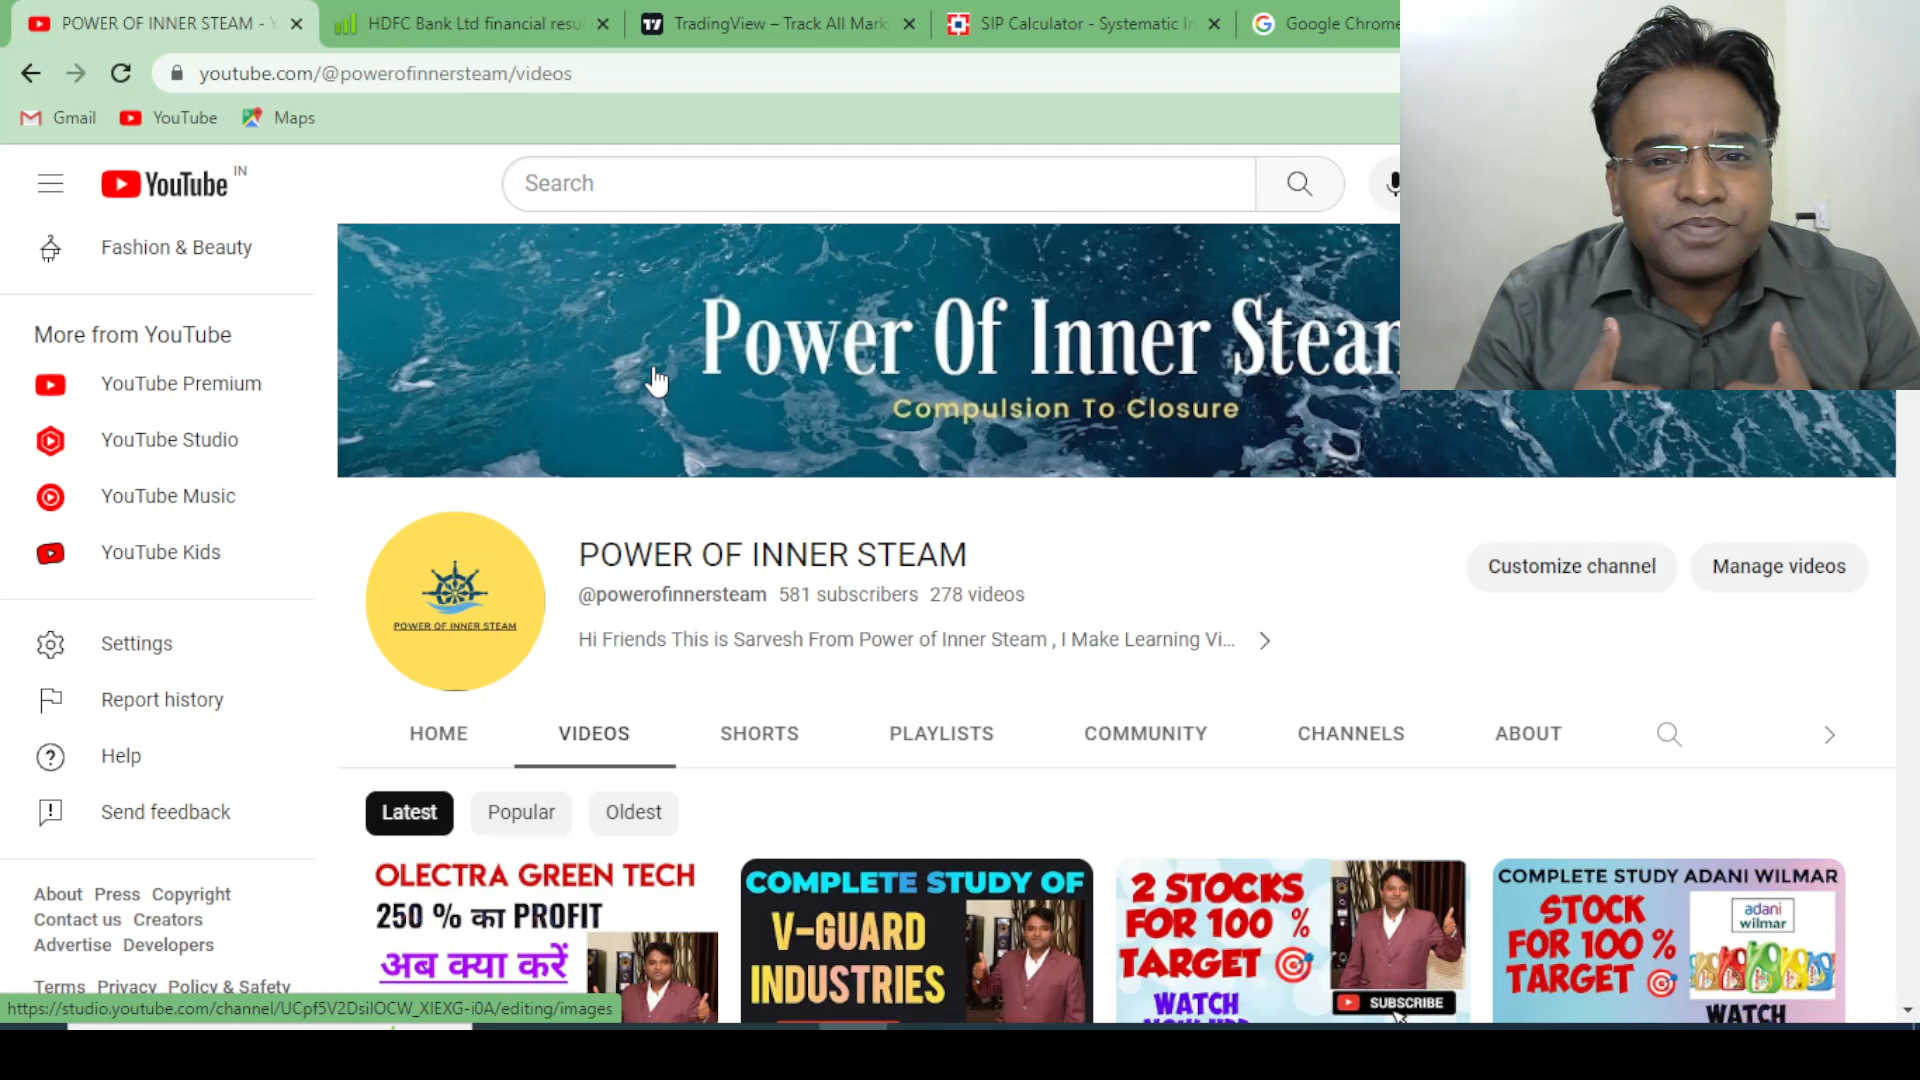 POWER OF INNER STEAM - Y
HDFC Bank Ltd financial resu
TradingView – Track All Mark
SIP Calculator - Systematic In
Google Chrome
youtube.com/@powerofinnersteam/videos
Gmail
YouTube
Maps
YouTube IN
Search
Fashion & Beauty
More from YouTube
YouTube Premium
YouTube Studio
YouTube Music
YouTube Kids
Settings
Report history
Help
Send feedback
About Press Copyright
Contact us Creators
Advertise Developers
Terms Privacy Policy & Safety
https://studio.youtube.com/channel/UCpf5V2DsilOCW_XIEXG-i0A/editing/images
Power Of Inner Steam
Compulsion To Closure
POWER OF INNER STEAM
POWER OF INNER STEAM
@powerofinnersteam 581 subscribers 278 videos
Hi Friends This is Sarvesh From Power of Inner Steam , I Make Learning Vi...
Customize channel
Manage videos
HOME
VIDEOS
SHORTS
PLAYLISTS
COMMUNITY
CHANNELS
ABOUT
Latest
Popular
Oldest
OLECTRA GREEN TECH
250 % का PROFIT
अब क्या करें
COMPLETE STUDY OF
V-GUARD
INDUSTRIES
2 STOCKS
FOR 100 %
TARGET
WATCH
SUBSCRIBE
COMPLETE STUDY ADANI WILMAR
STOCK
FOR 100 %
TARGET
adani
wilmar
WATCH